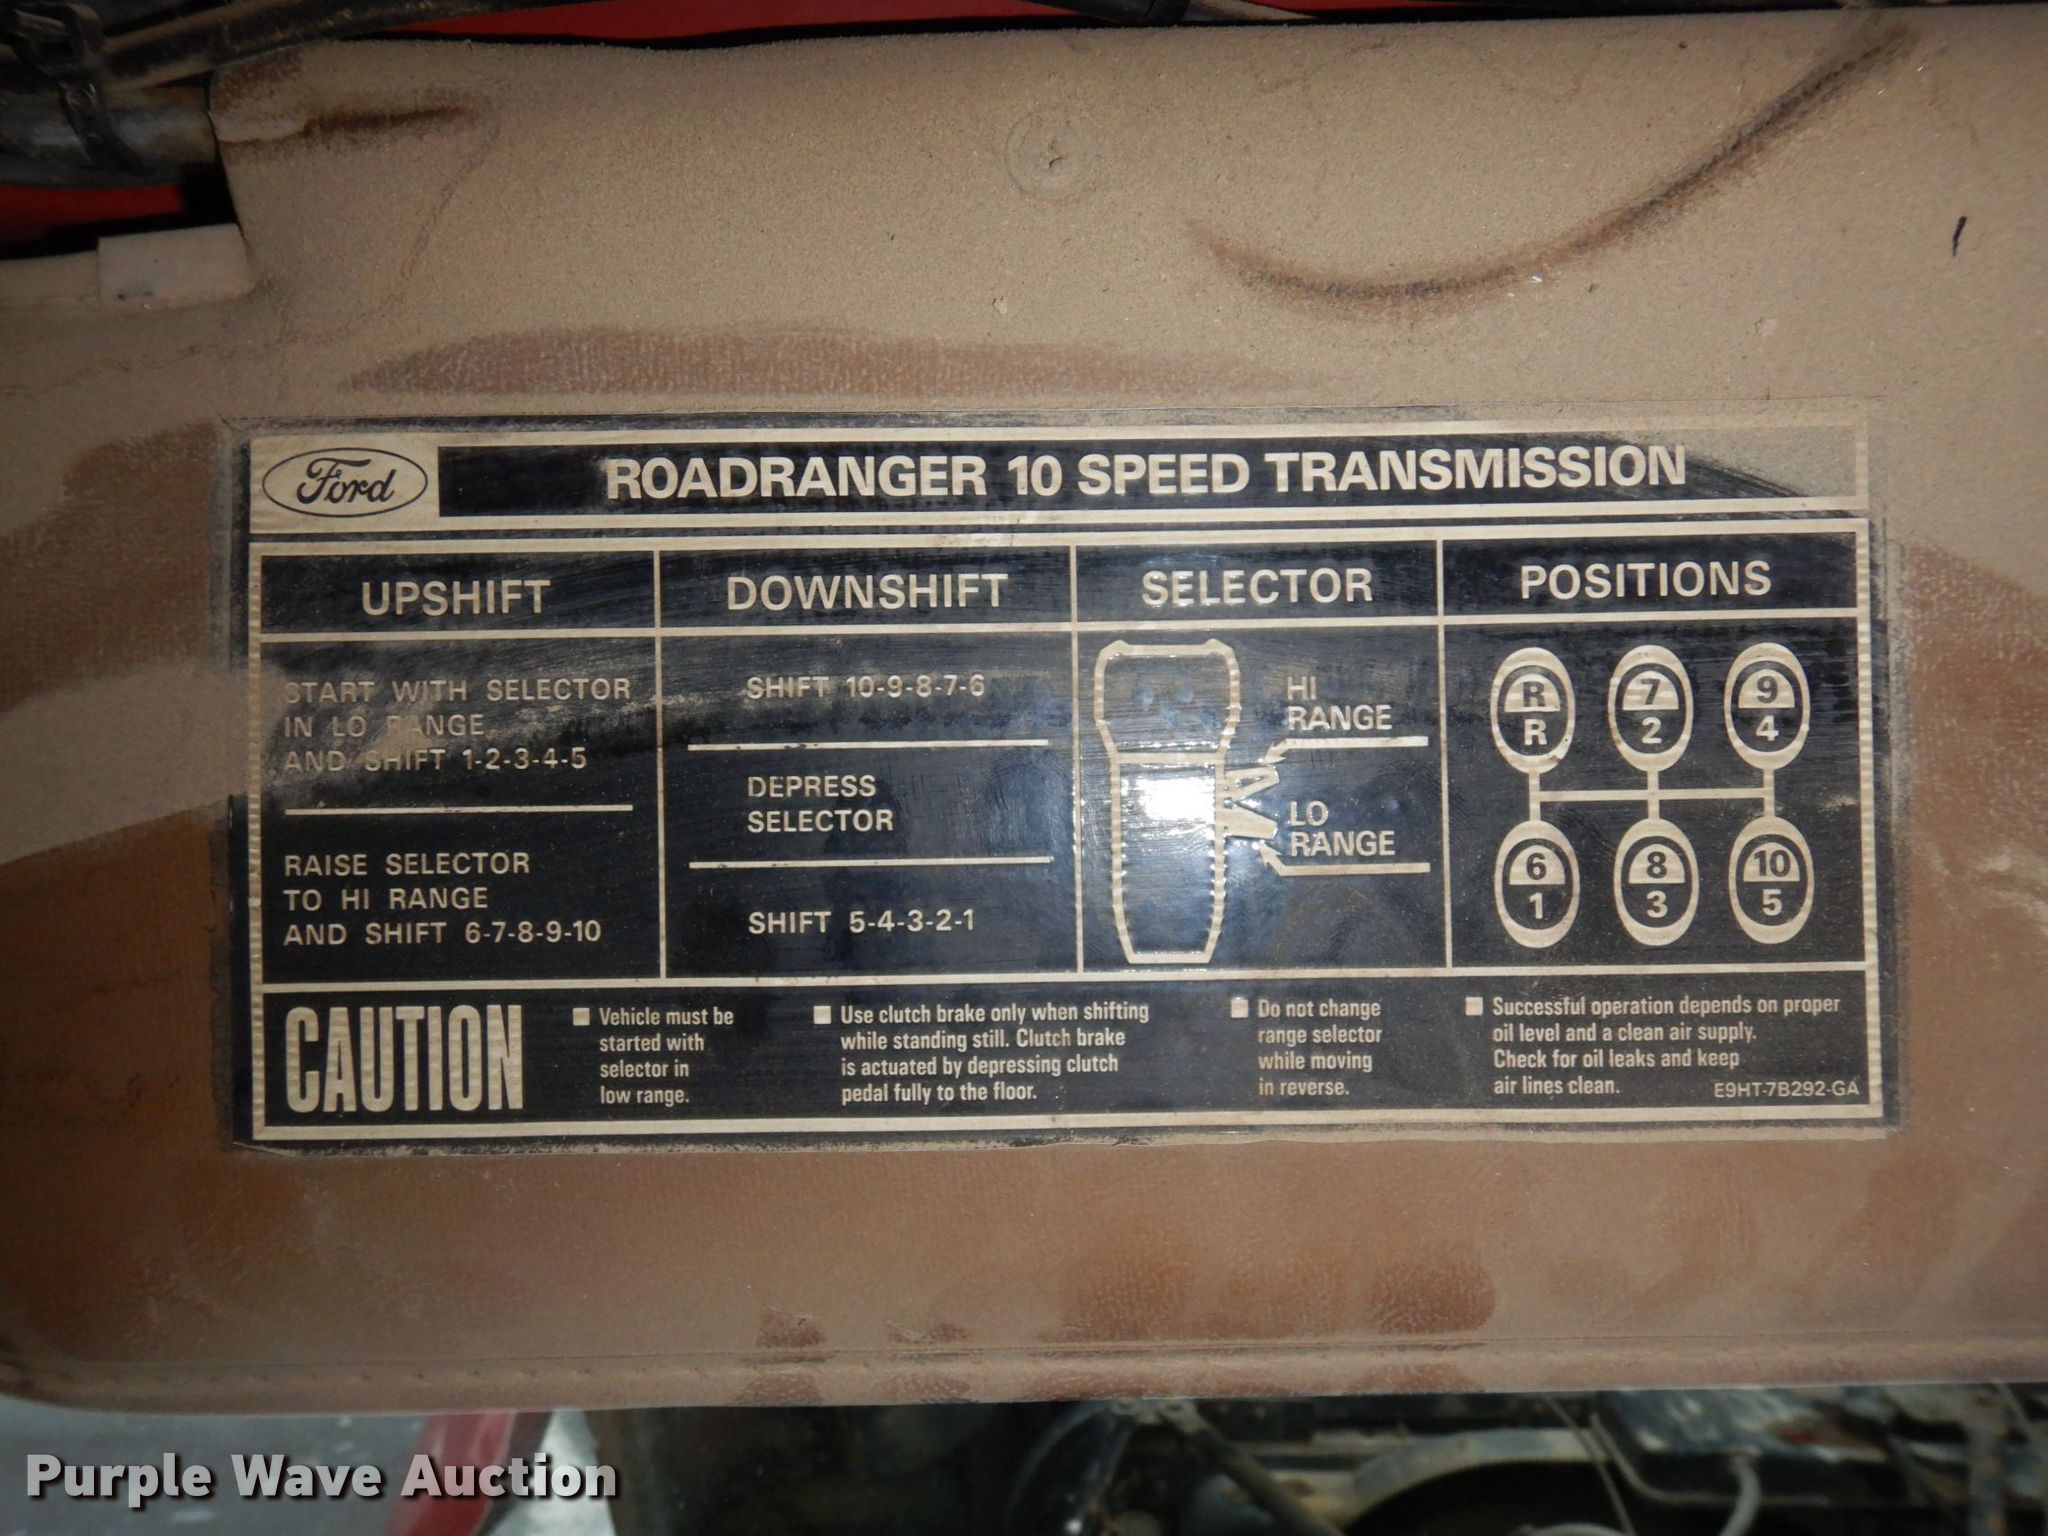 Ford
ROADRANGER 10 SPEED TRANSMISSION
UPSHIFT
START WITH SELECTOR
IN LO RANGE
AND SHIFT 1-2-3-4-5
RAISE SELECTOR
TO HI RANGE
AND SHIFT 6-7-8-9-10
DOWNSHIFT
SHIFT 10-9-8-7-6
DEPRESS
SELECTOR
SHIFT 5-4-3-2-1
SELECTOR
HI
RANGE
LO
RANGE
POSITIONS
R 7 9
R 2 4
6 8 10
1 3 5
CAUTION
■ Vehicle must be
started with
selector in
low range.
■ Use clutch brake only when shifting
while standing still. Clutch brake
is actuated by depressing clutch
pedal fully to the floor.
■ Do not change
range selector
while moving
in reverse.
■ Successful operation depends on proper
oil level and a clean air supply.
Check for oil leaks and keep
air lines clean.
E9HT-7B292-GA
Purple Wave Auction